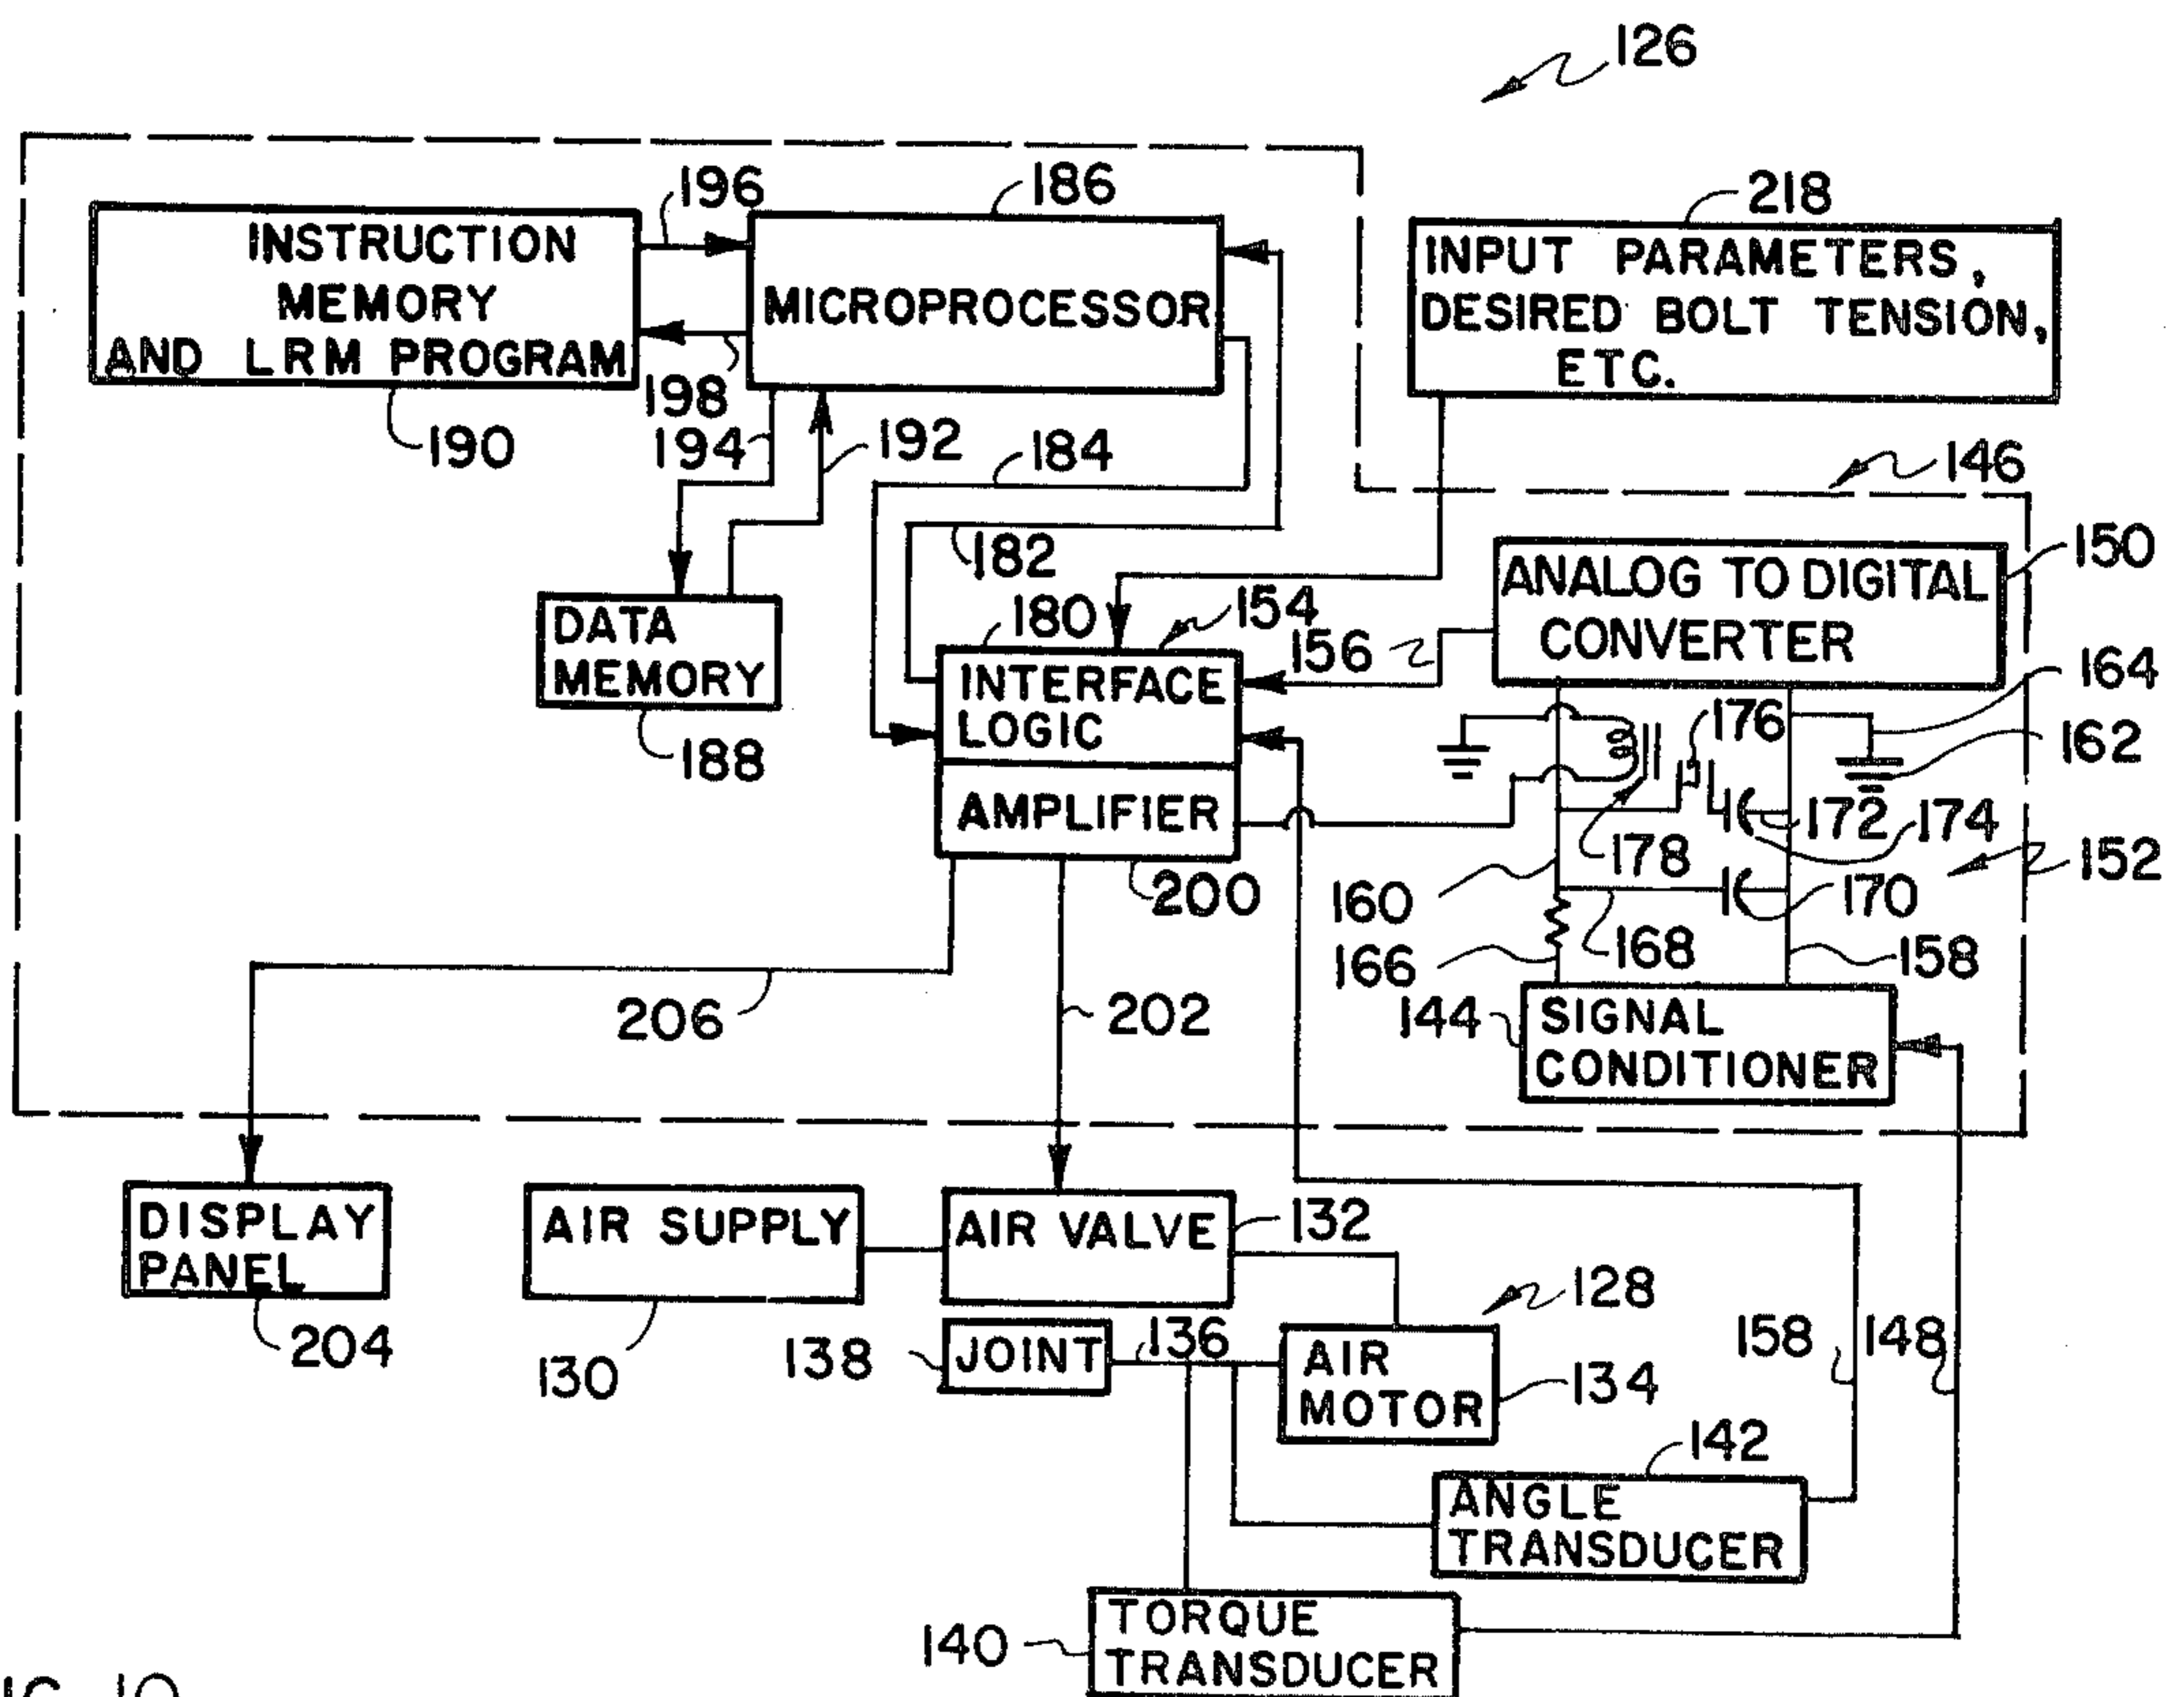 126
196
186
218
INSTRUCTION
MEMORY
AND LRM PROGRAM
MICROPROCESSOR
INPUT PARAMETERS,
DESIRED BOLT TENSION,
ETC.
198
190
194
192
184
146
182
150
ANALOG TO DIGITAL
CONVERTER
DATA
MEMORY
188
180
154
156
164
INTERFACE
LOGIC
176
162
AMPLIFIER
172
174
178
152
200
160
170
168
166
158
206
202
144
SIGNAL
CONDITIONER
DISPLAY
PANEL
204
AIR SUPPLY
130
AIR VALVE
132
128
138
JOINT
136
AIR
MOTOR
134
158
148
142
ANGLE
TRANSDUCER
140
TORQUE
TRANSDUCER
IG. 10